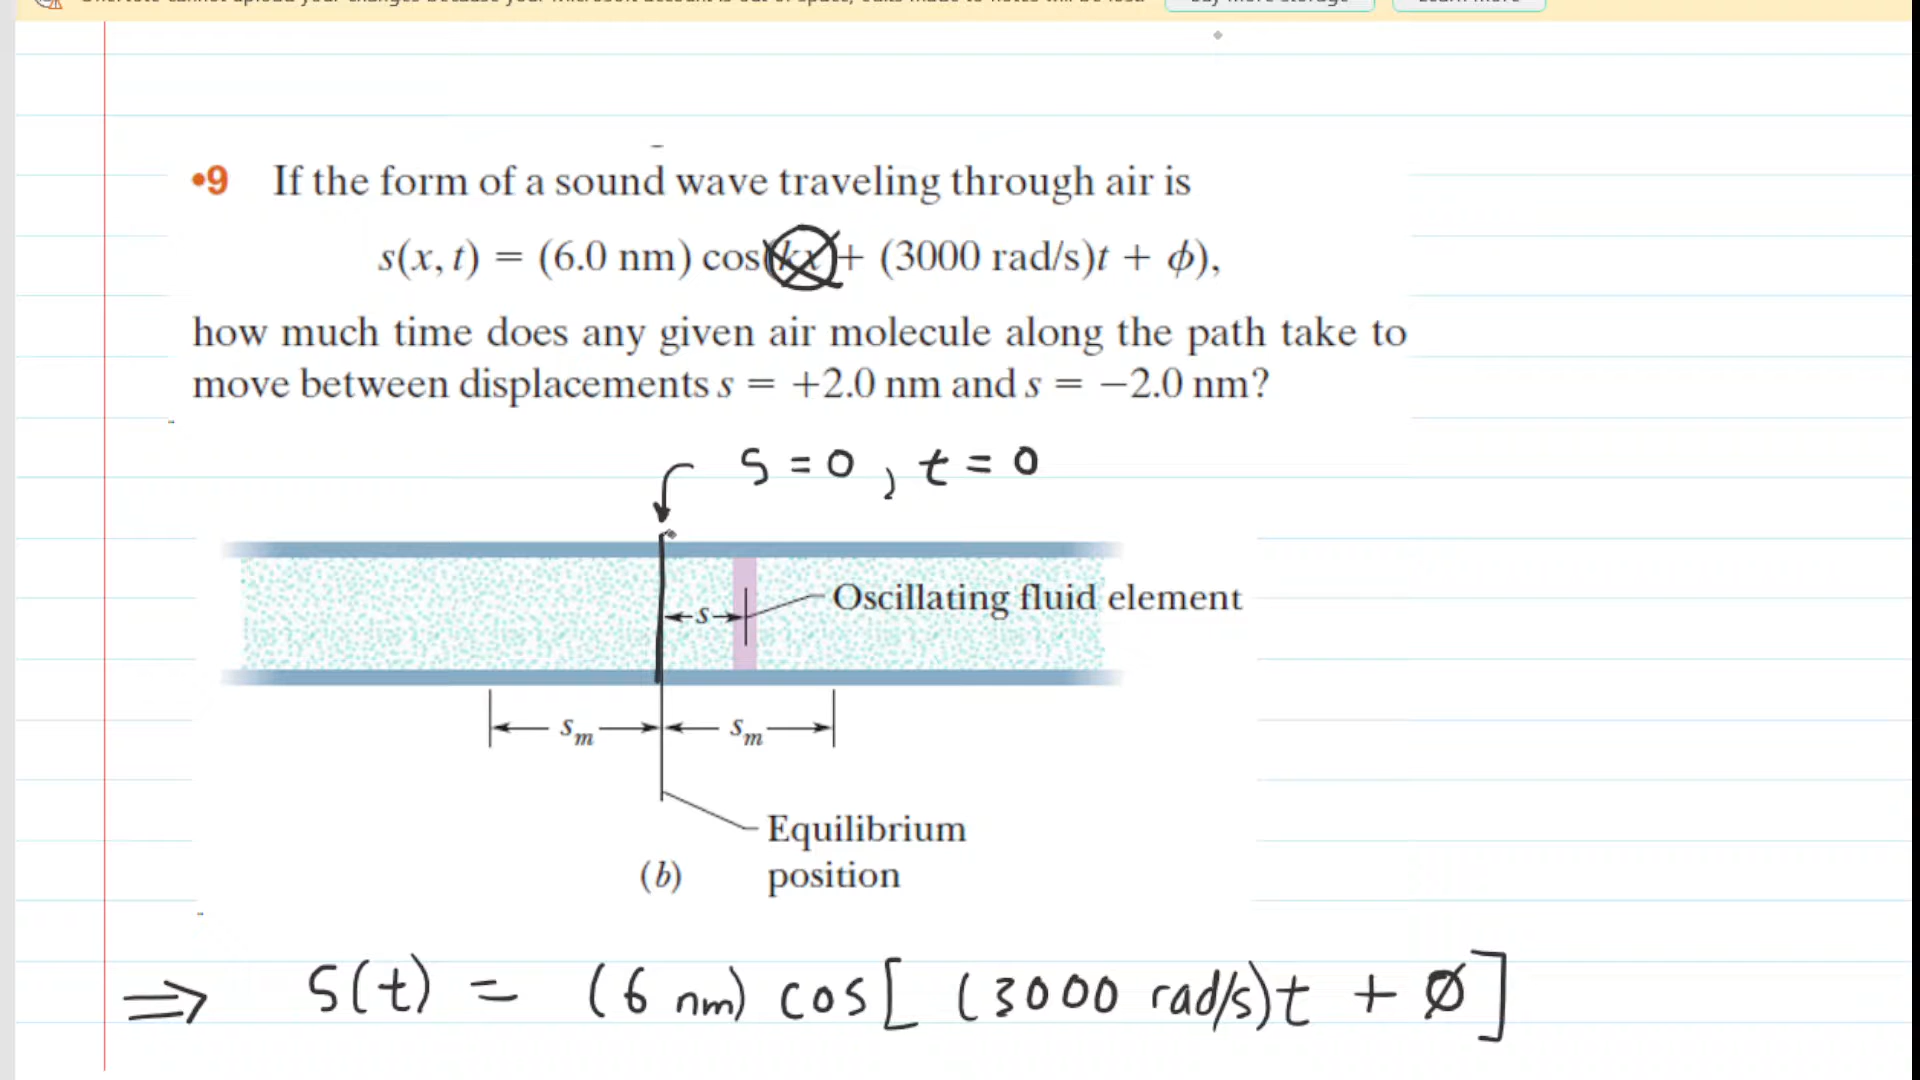 •9 If the form of a sound wave traveling through air is
s(x, t) = (6.0 nm) cos(kx + (3000 rad/s)t + ϕ),
how much time does any given air molecule along the path take to
move between displacements s = +2.0 nm and s = −2.0 nm?
s = 0, t = 0
Oscillating fluid element
s
sm sm
Equilibrium
position
(b)
⇒ s(t) = (6 nm) cos[(3000 rad/s)t + ø]